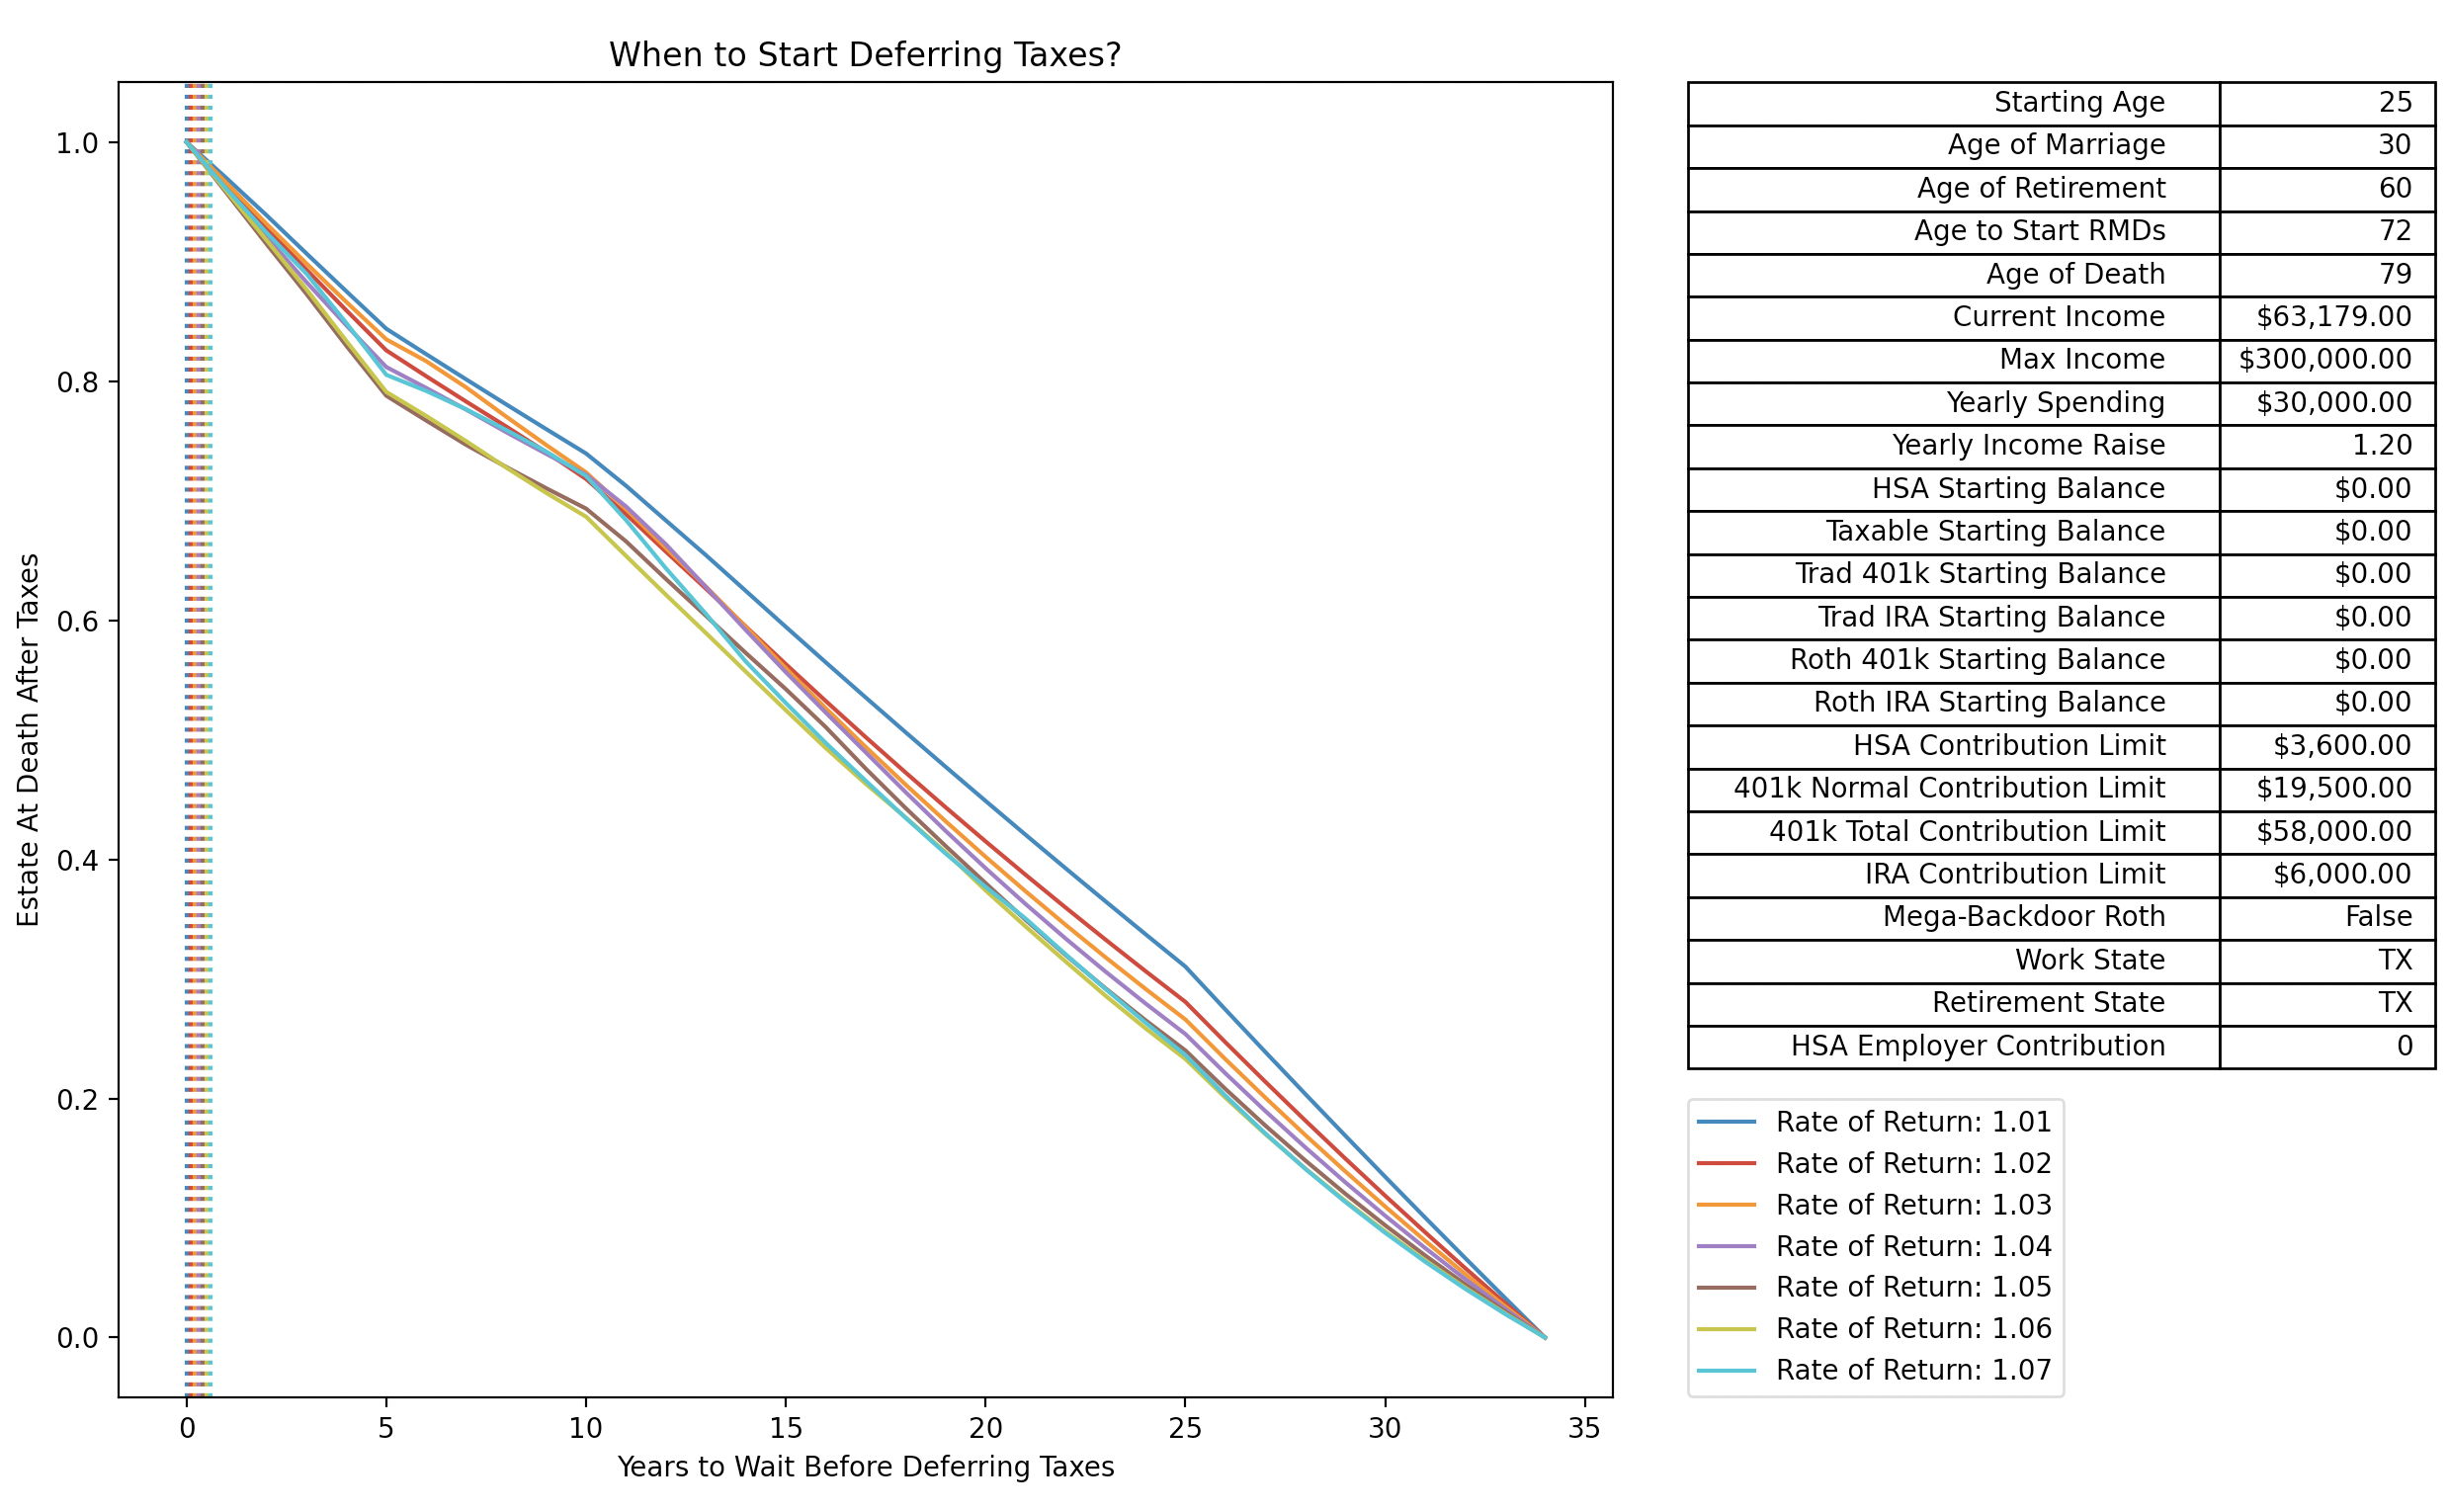 When to Start Deferring Taxes?
Estate At Death After Taxes
1.0
0.8
0.6
0.4
0.2
0.0
0 5 10 15 20 25 30 35
Years to Wait Before Deferring Taxes
Starting Age 25
Age of Marriage 30
Age of Retirement 60
Age to Start RMDs 72
Age of Death 79
Current Income $63,179.00
Max Income $300,000.00
Yearly Spending $30,000.00
Yearly Income Raise 1.20
HSA Starting Balance $0.00
Taxable Starting Balance $0.00
Trad 401k Starting Balance $0.00
Trad IRA Starting Balance $0.00
Roth 401k Starting Balance $0.00
Roth IRA Starting Balance $0.00
HSA Contribution Limit $3,600.00
401k Normal Contribution Limit $19,500.00
401k Total Contribution Limit $58,000.00
IRA Contribution Limit $6,000.00
Mega-Backdoor Roth False
Work State TX
Retirement State TX
HSA Employer Contribution 0
Rate of Return: 1.01
Rate of Return: 1.02
Rate of Return: 1.03
Rate of Return: 1.04
Rate of Return: 1.05
Rate of Return: 1.06
Rate of Return: 1.07